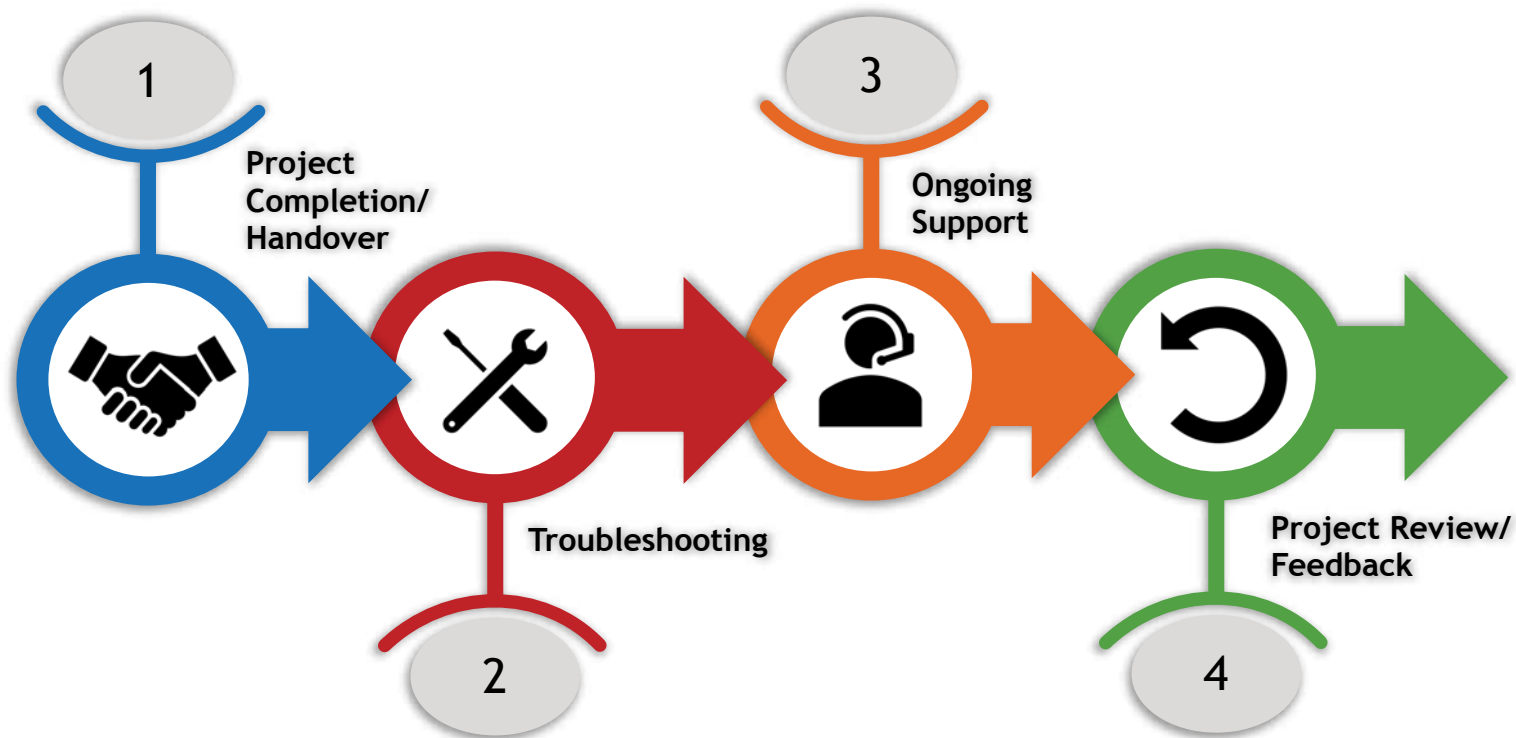 1
Project
Completion/
Handover
2
Troubleshooting
3
Ongoing
Support
4
Project Review/
Feedback